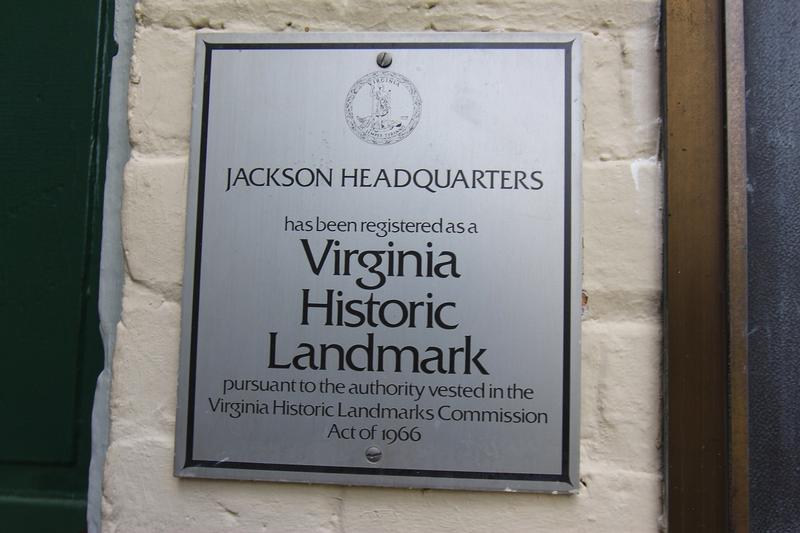 VIRGINIA
JACKSON HEADQUARTERS
has been registered as a
Virginia
Historic
Landmark
pursuant to the authority vested in the
Virginia Historic Landmarks Commission
Act of 1966